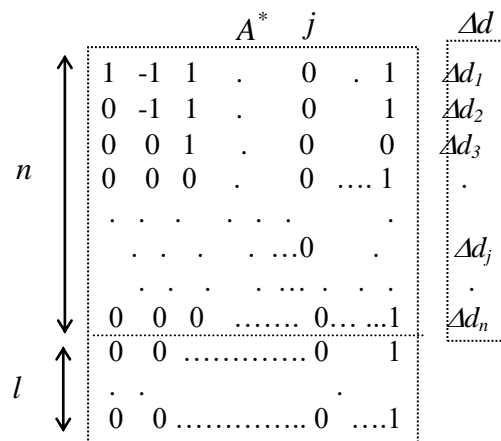 A* j Δd
1 -1 1 . 0 . 1 Δd₁
0 -1 1 . 0 1 Δd₂
0 0 1 . 0 0 Δd₃
n 0 0 0 . 0 .... 1 .
. . . . . . .
. . . . ...0 . Δdⱼ
. . . . ... . . . .
0 0 0 ....... 0... ...1 Δdₙ
0 0 ..............0 1
l . . .
0 0 ................ 0 ....1